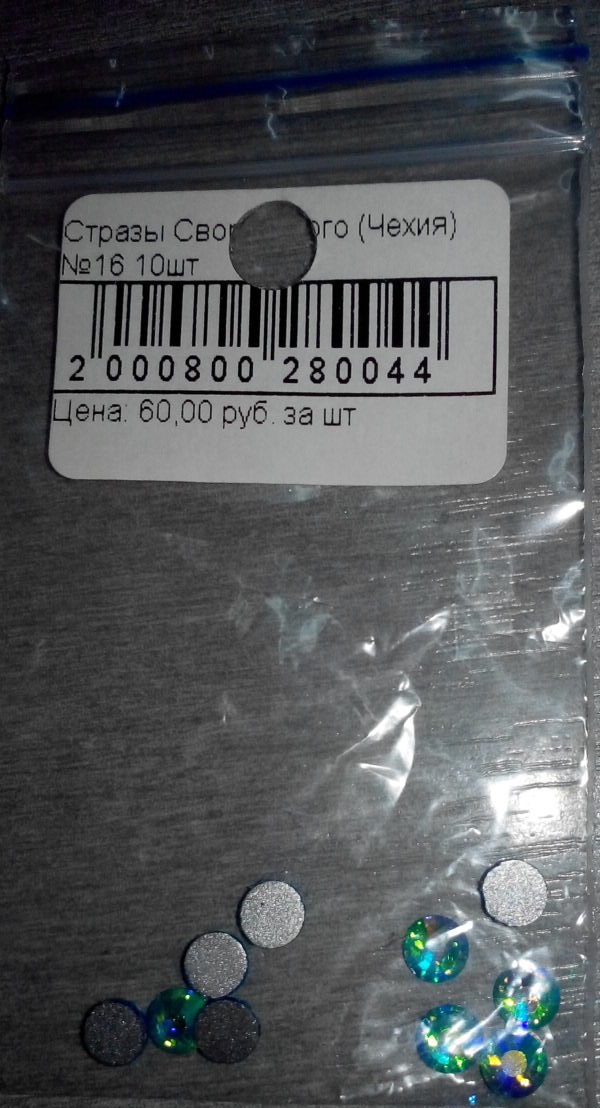 Стразы (Чехия)
№16 10шт
2 000800 280044
Цена: 60,00 руб. за шт